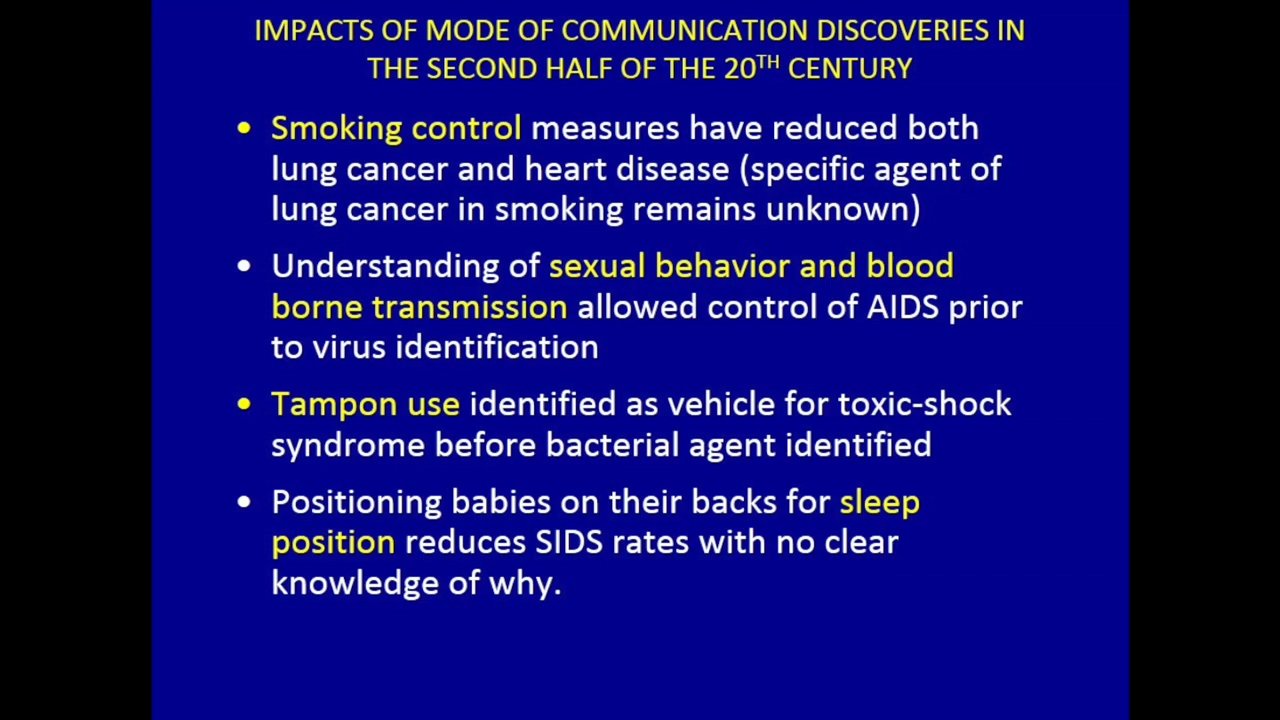 IMPACTS OF MODE OF COMMUNICATION DISCOVERIES IN
THE SECOND HALF OF THE 20TH CENTURY
• Smoking control measures have reduced both
lung cancer and heart disease (specific agent of
lung cancer in smoking remains unknown)
• Understanding of sexual behavior and blood
borne transmission allowed control of AIDS prior
to virus identification
• Tampon use identified as vehicle for toxic-shock
syndrome before bacterial agent identified
• Positioning babies on their backs for sleep
position reduces SIDS rates with no clear
knowledge of why.